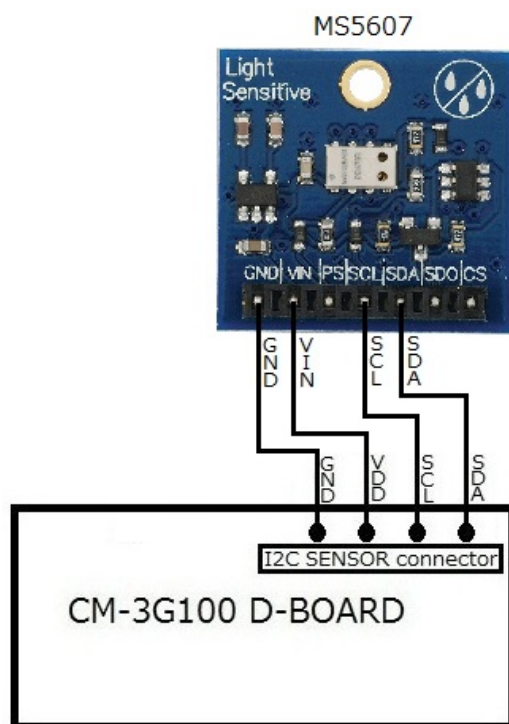 MS5607
Light
Sensitive
GND VIN PS SCL SDA SDO CS
GND
VIN
SCL
SDA
GND
VDD
SCL
SDA
I2C SENSOR connector
CM-3G100 D-BOARD